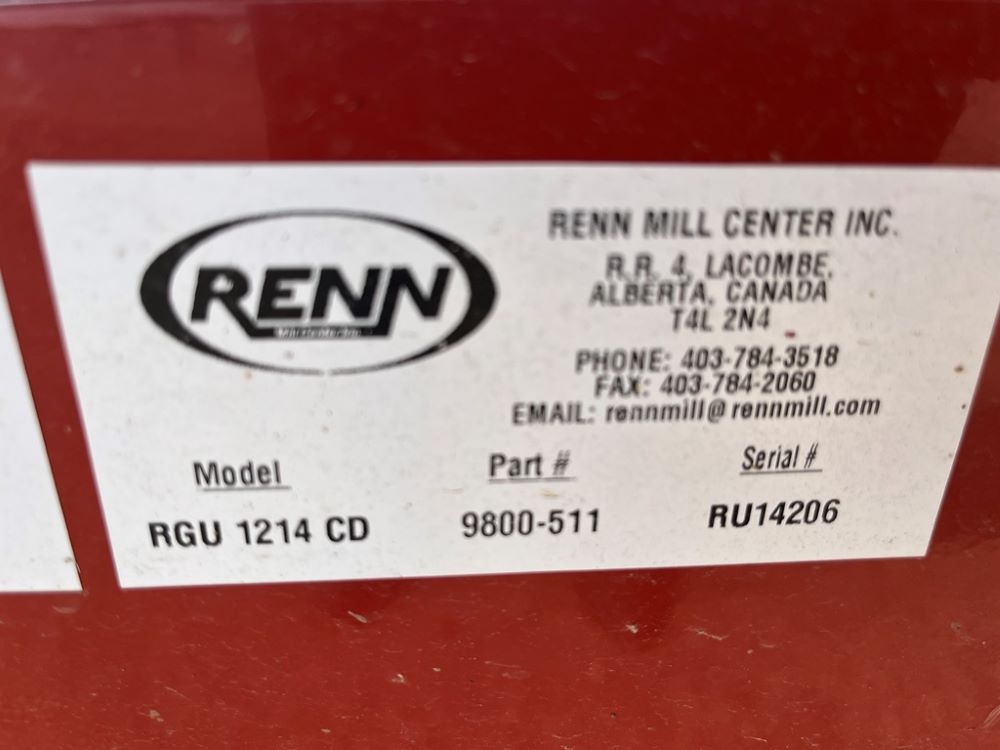 RENN
RENN MILL CENTER INC.
R.R. 4, LACOMBE,
ALBERTA, CANADA
T4L 2N4
PHONE: 403-784-3518
FAX: 403-784-2060
EMAIL: rennmill@rennmill.com
Model Part # Serial #
RGU 1214 CD 9800-511 RU14206